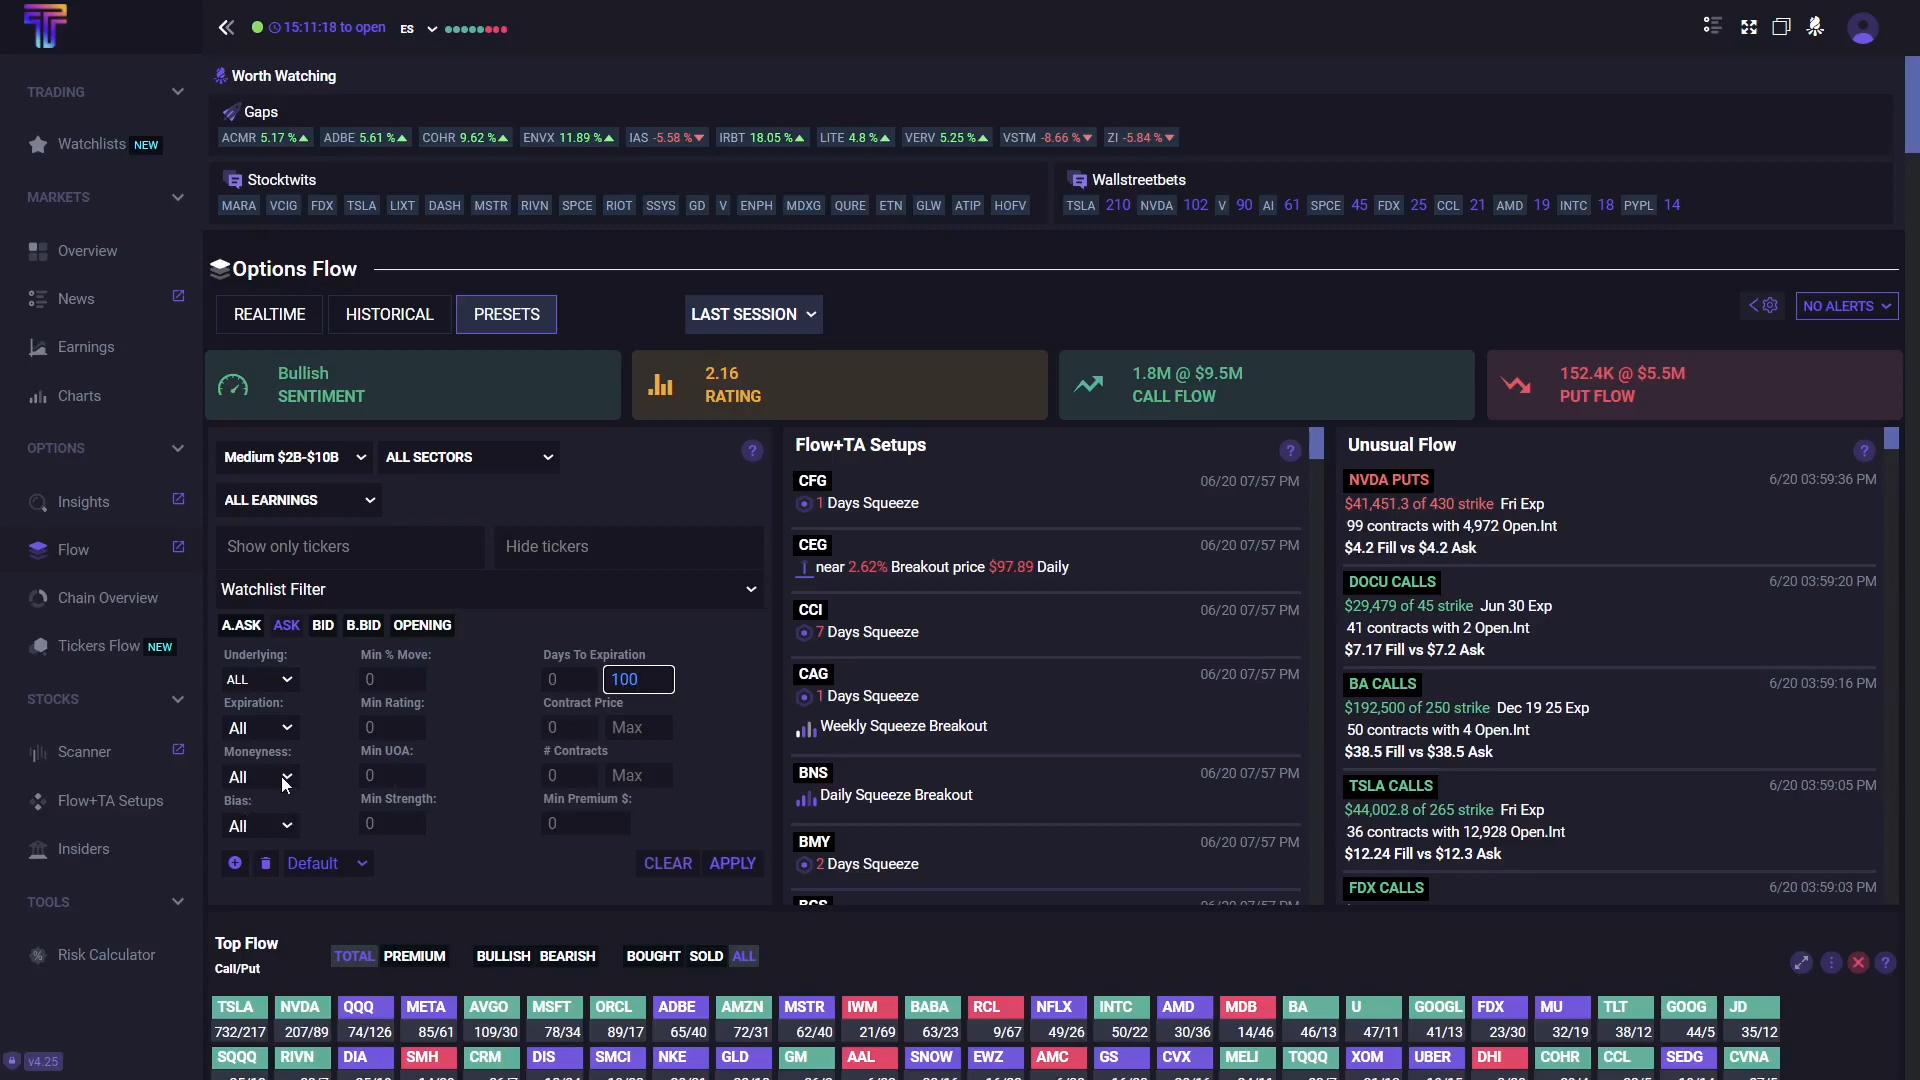 15:11:18 to open ES
Worth Watching
Gaps
ACMR 5.17 % ADBE 5.61 % COHR 9.62 % ENVX 11.89 % IAS -5.58 % IRBT 18.05 % LITE 4.8 % VERV 5.25 % VSTM -8.66 % ZI -5.84 %
Stocktwits
MARA VCIG FDX TSLA LIXT DASH MSTR RIVN SPCE RIOT SSYS GD V ENPH MDXG QURE ETN GLW ATIP HOFV
Wallstreetbets
TSLA 210 NVDA 102 V 90 AI 61 SPCE 45 FDX 25 CCL 21 AMD 19 INTC 18 PYPL 14
TRADING
Watchlists NEW
MARKETS
Overview
News
Earnings
Charts
OPTIONS
Insights
Flow
Chain Overview
Tickers Flow NEW
STOCKS
Scanner
Flow+TA Setups
Insiders
TOOLS
Risk Calculator
v4.25
Options Flow
REALTIME HISTORICAL PRESETS LAST SESSION
NO ALERTS
Bullish
SENTIMENT
2.16
RATING
1.8M @ $9.5M
CALL FLOW
152.4K @ $5.5M
PUT FLOW
Medium $2B-$10B ALL SECTORS ?
ALL EARNINGS
Show only tickers Hide tickers
Watchlist Filter
A.ASK ASK BID B.BID OPENING
Underlying: Min % Move: Days To Expiration
ALL 0 0 100
Expiration: Min Rating: Contract Price
All 0 0 Max
Moneyness: Min UOA: # Contracts
All 0 0 Max
Bias: Min Strength: Min Premium $:
All 0 0
Default CLEAR APPLY
Flow+TA Setups ?
CFG 06/20 07/57 PM
1 Days Squeeze
CEG 06/20 07/57 PM
near 2.62% Breakout price $97.89 Daily
CCI 06/20 07/57 PM
7 Days Squeeze
CAG 06/20 07/57 PM
1 Days Squeeze
Weekly Squeeze Breakout
BNS 06/20 07/57 PM
Daily Squeeze Breakout
BMY 06/20 07/57 PM
2 Days Squeeze
Unusual Flow ?
NVDA PUTS 6/20 03:59:36 PM
$41,451.3 of 430 strike Fri Exp
99 contracts with 4,972 Open.Int
$4.2 Fill vs $4.2 Ask
DOCU CALLS 6/20 03:59:20 PM
$29,479 of 45 strike Jun 30 Exp
41 contracts with 2 Open.Int
$7.17 Fill vs $7.2 Ask
BA CALLS 6/20 03:59:16 PM
$192,500 of 250 strike Dec 19 25 Exp
50 contracts with 4 Open.Int
$38.5 Fill vs $38.5 Ask
TSLA CALLS 6/20 03:59:05 PM
$44,002.8 of 265 strike Fri Exp
36 contracts with 12,928 Open.Int
$12.24 Fill vs $12.3 Ask
FDX CALLS 6/20 03:59:03 PM
Top Flow
Call/Put
TOTAL PREMIUM BULLISH BEARISH BOUGHT SOLD ALL ?
TSLA NVDA QQQ META AVGO MSFT ORCL ADBE AMZN MSTR IWM BABA RCL NFLX INTC AMD MDB BA U GOOGL FDX MU TLT GOOG JD
732/217 207/89 74/126 85/61 109/30 78/34 89/17 65/40 72/31 62/40 21/69 63/23 9/67 49/26 50/22 30/36 14/46 46/13 47/11 41/13 23/30 32/19 38/12 44/5 35/12
SQQQ RIVN DIA SMH CRM DIS SMCI NKE GLD GM AAL SNOW EWZ AMC GS CVX MELI TQQQ XOM UBER DHI COHR CCL SEDG CVNA